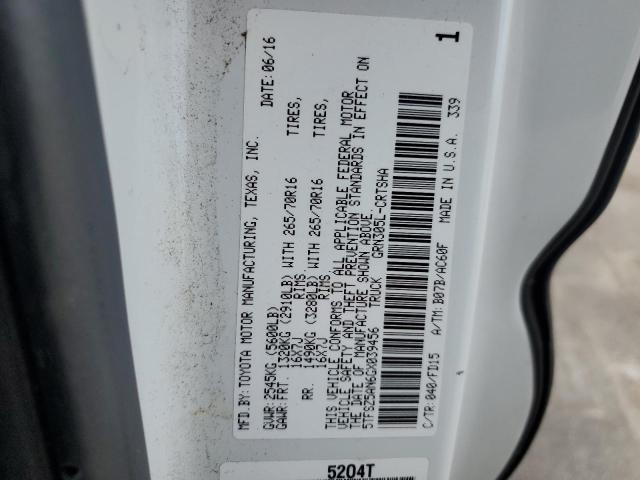 MFD.BY:TOYOTA MOTOR MANUFACTURING, TEXAS, INC. DATE:06/16
GVWR:2545KG (5600LB)
GAWR:FRT. 1320KG (2910LB) WITH 265/70R16 TIRES,
16X7J RIMS,
RR. 1490KG (3280LB) WITH 265/70R16 TIRES,
16X7J RIMS
THIS VEHICLE CONFORMS TO ALL APPLICABLE FEDERAL MOTOR
VEHICLE SAFETY AND THEFT PREVENTION STANDARDS IN EFFECT ON
THE DATE OF MANUFACTURE SHOWN ABOVE.
5TFSZ5AN6GX039456 TRUCK GRN305L-CRTSHA
C/TR:040/FD15 A/TM:B07B/AC60F MADE IN U.S.A. 339
1
5204T